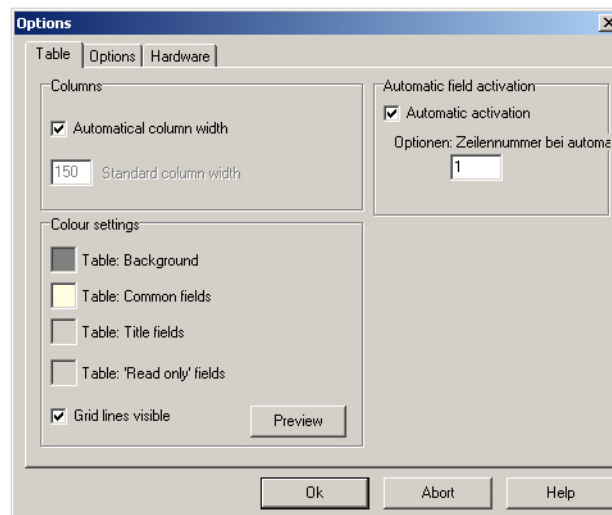 Options
Table Options Hardware
Columns
Automatical column width
150 Standard column width
Automatic field activation
Automatic activation
Optionen: Zeilennummer bei automa
1
Colour settings
Table: Background
Table: Common fields
Table: Title fields
Table: 'Read only' fields
Grid lines visible
Preview
Ok Abort Help